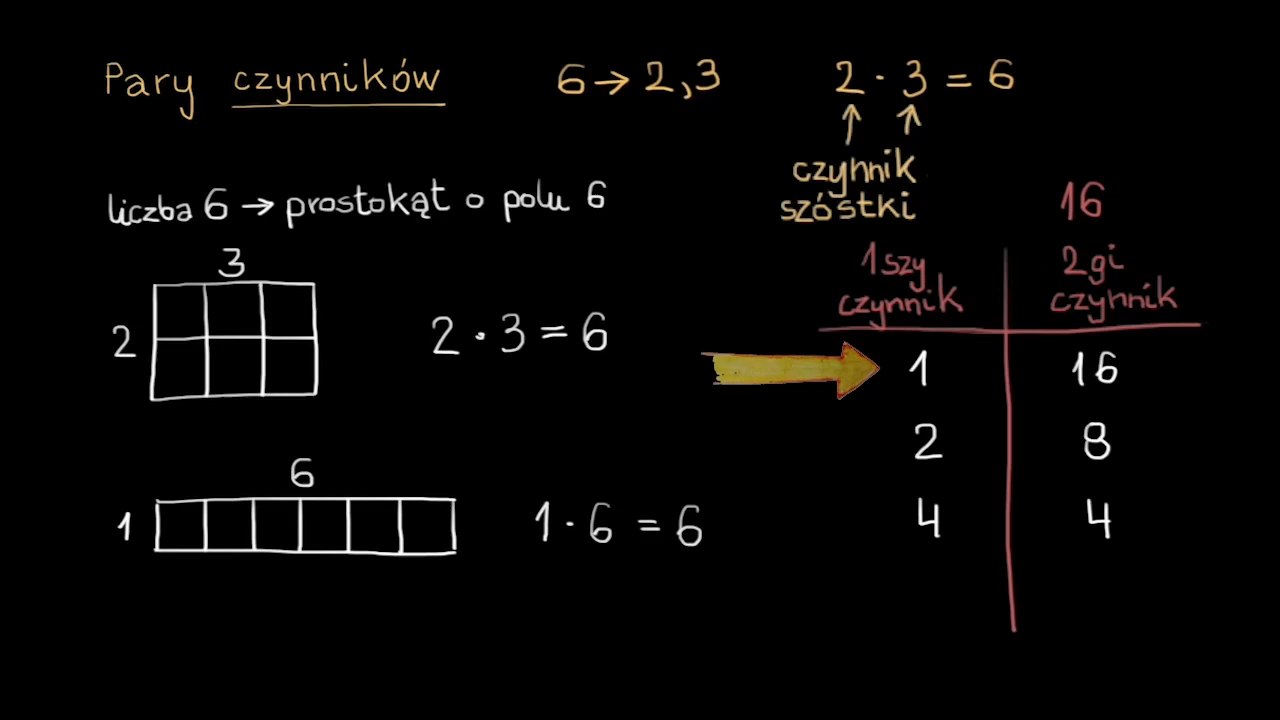 Pary czynników
6 → 2,3
2 · 3 = 6
↑ ↑
czynnik
szóstki
liczba 6 → prostokąt o polu 6
3
2
2 · 3 = 6
6
1
1 · 6 = 6
16
1szy 2gi
czynnik czynnik
1 16
2 8
4 4